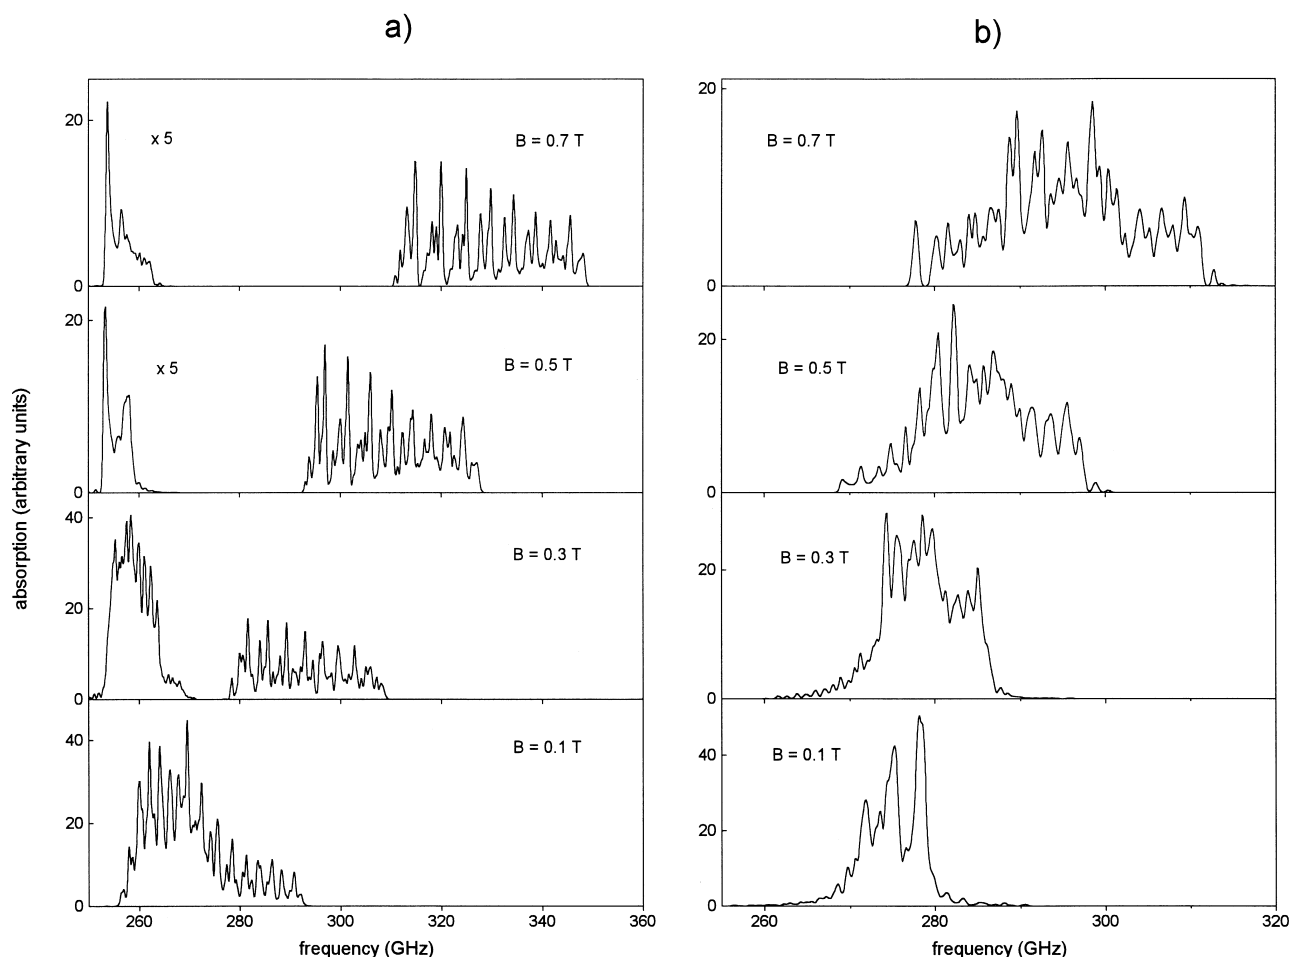 a)
b)
20
x 5
B = 0.7 T
0
20
x 5
B = 0.5 T
0
40
B = 0.3 T
20
0
40
B = 0.1 T
20
0
260
280
300
320
340
360
frequency (GHz)
absorption (arbitrary units)
20
B = 0.7 T
0
20
B = 0.5 T
0
B = 0.3 T
20
0
B = 0.1 T
40
20
0
260
280
300
320
frequency (GHz)